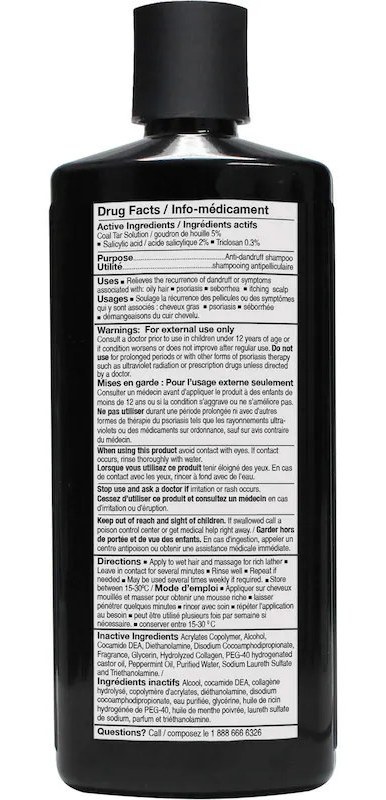 Drug Facts / Info-médicament
Active Ingredients / Ingrédients actifs
Coal Tar Solution / goudron de houille 5%
▪ Salicylic acid / acide salicylique 2% ▪ Triclosan 0.3%
Purpose.......................................Anti-dandruff shampoo
Utilité...................................shampooing antipelliculaire
Uses ▪ Relieves the recurrence of dandruff or symptoms
associated with: oily hair ▪ psoriasis ▪ seborrhea ▪ itching scalp
Usages ▪ Soulage la récurrence des pellicules ou des symptômes
qui y sont associés : cheveux gras ▪ psoriasis ▪ séborrhée
▪ démangeaisons du cuir chevelu.
Warnings: For external use only
Consult a doctor prior to use in children under 12 years of age or
if condition worsens or does not improve after regular use. Do not
use for prolonged periods or with other forms of psoriasis therapy
such as ultraviolet radiation or prescription drugs unless directed
by a doctor.
Mises en garde : Pour l'usage externe seulement
Consulter un médecin avant d'appliquer le produit à des enfants de
moins de 12 ans ou si la condition s'aggrave ou ne s'améliore pas.
Ne pas utiliser durant une période prolongée ni avec d'autres
formes de thérapie du psoriasis tels que les rayonnements ultra-
violets ou des médicaments sur ordonnance, sauf sur avis contraire
du médecin.
When using this product avoid contact with eyes. If contact
occurs, rinse thoroughly with water.
Lorsque vous utilisez ce produit tenir éloigné des yeux. En cas
de contact avec les yeux, rincer à fond avec de l'eau.
Stop use and ask a doctor if irritation or rash occurs.
Cessez d'utiliser ce produit et consultez un médecin en cas
d'irritation ou d'éruption.
Keep out of reach and sight of children. If swallowed call a
poison control center or get medical help right away. / Garder hors
de portée et de vue des enfants. En cas d'ingestion, appeler un
centre antipoison ou obtenir une assistance médicale immédiate.
Directions ▪ Apply to wet hair and massage for rich lather ▪
Leave in contact for several minutes ▪ Rinse well ▪ Repeat if
needed ▪ May be used several times weekly if required. ▪ Store
between 15-30ºC / Mode d'emploi ▪ Appliquer sur cheveux
mouillés et masser pour obtenir une mousse riche ▪ laisser
pénétrer quelques minutes ▪ rincer avec soin ▪ répéter l'application
au besoin ▪ peut être utilisé plusieurs fois par semaine si
nécessaire. ▪ conserver entre 15-30 ºC
Inactive Ingredients Acrylates Copolymer, Alcohol,
Cocamide DEA, Diethanolamine, Disodium Cocoamphodipropionate,
Fragrance, Glycerin, Hydrolyzed Collagen, PEG-40 hydrogenated
castor oil, Peppermint Oil, Purified Water, Sodium Laureth Sulfate
and Triethanolamine. /
Ingrédients inactifs Alcool, cocamide DEA, collagène
hydrolysé, copolymère d'acrylates, diéthanolamine, disodium
cocoamphodipropionate, eau purifiée, glycérine, huile de ricin
hydrogénée de PEG-40, huile de menthe poivrée, laureth sulfate
de sodium, parfum et triéthanolamine.
Questions? Call / composez le 1 888 666 6326